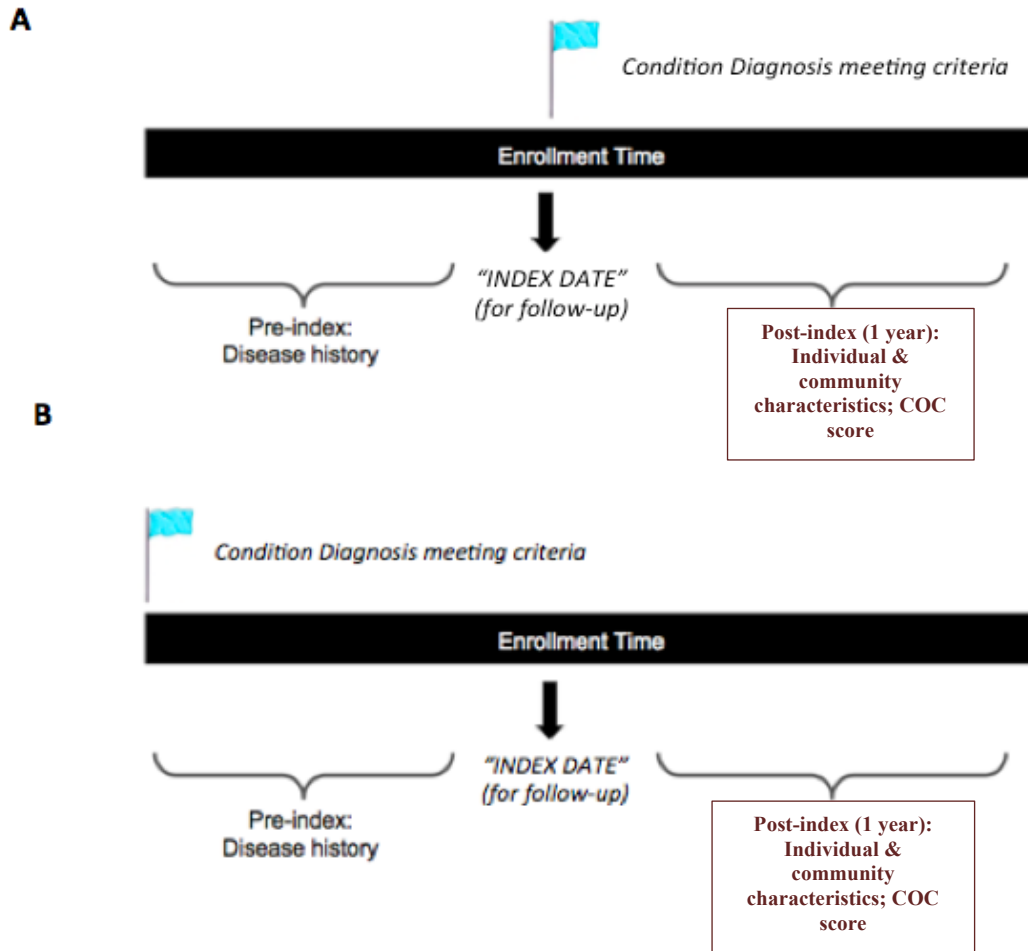 A
Condition Diagnosis meeting criteria
Enrollment Time
"INDEX DATE"
(for follow-up)
Pre-index:
Disease history
Post-index (1 year):
Individual &
community
characteristics; COC
score
B
Condition Diagnosis meeting criteria
Enrollment Time
"INDEX DATE"
(for follow-up)
Pre-index:
Disease history
Post-index (1 year):
Individual &
community
characteristics; COC
score